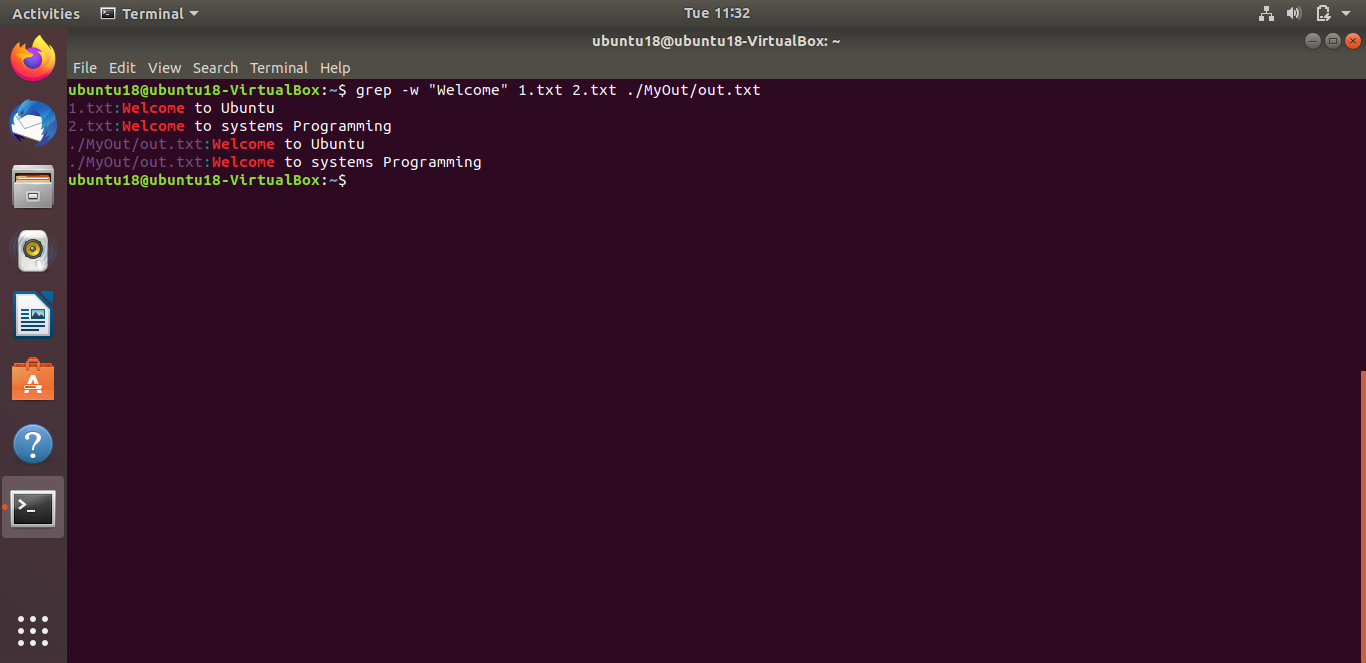 Activities Terminal Tue 11:32
ubuntu18@ubuntu18-VirtualBox: ~
File Edit View Search Terminal Help
ubuntu18@ubuntu18-VirtualBox:~$ grep -w "Welcome" 1.txt 2.txt ./MyOut/out.txt
1.txt:Welcome to Ubuntu
2.txt:Welcome to systems Programming
./MyOut/out.txt:Welcome to Ubuntu
./MyOut/out.txt:Welcome to systems Programming
ubuntu18@ubuntu18-VirtualBox:~$